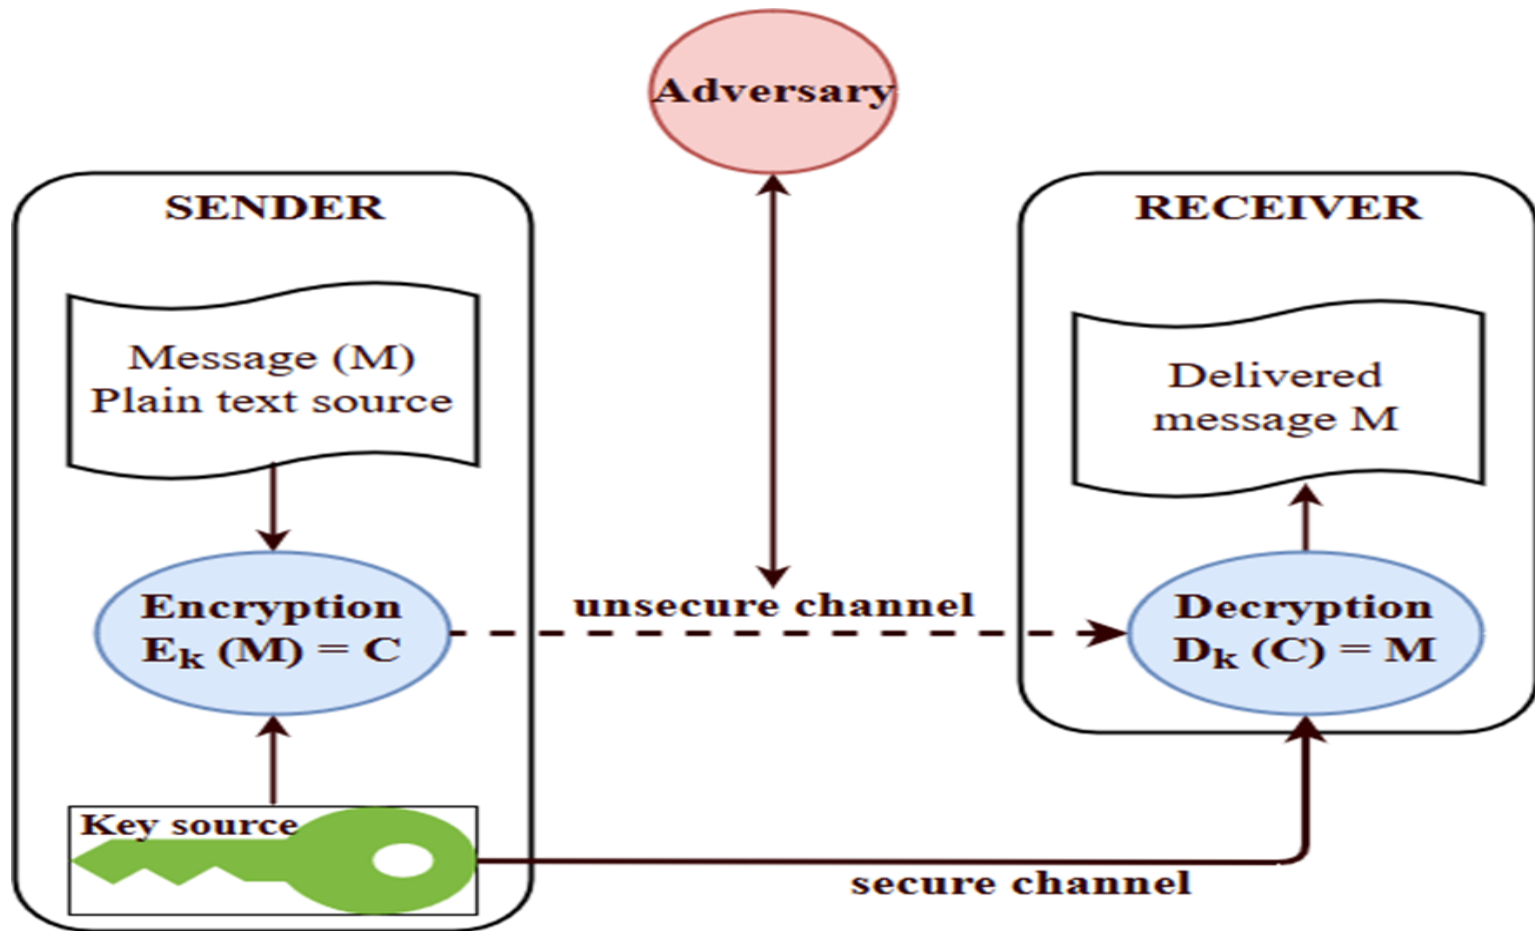 Adversary
SENDER
Message (M)
Plain text source
Encryption
Eₖ (M) = C
Key source
unsecure channel
secure channel
RECEIVER
Delivered
message M
Decryption
Dₖ (C) = M